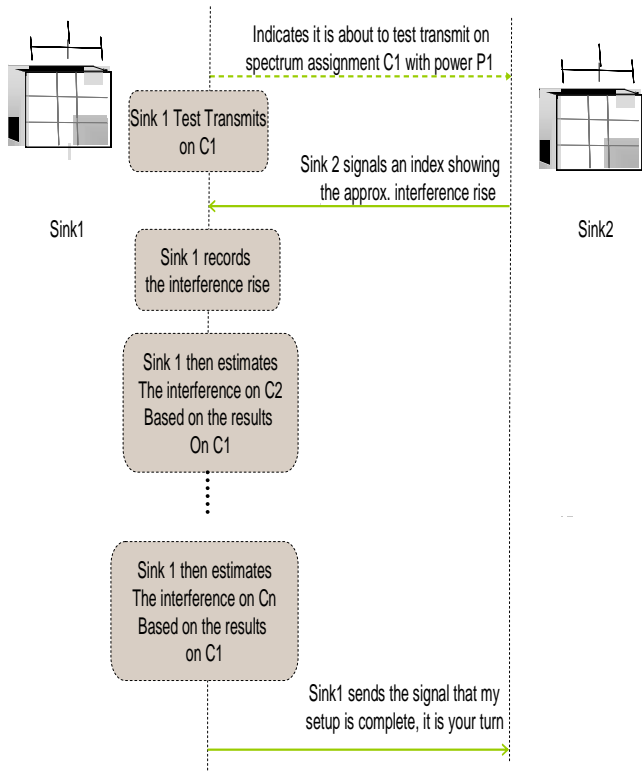 Indicates it is about to test transmit on
spectrum assignment C1 with power P1
Sink 1 Test Transmits
on C1
Sink 2 signals an index showing
the approx. interference rise
Sink1
Sink2
Sink 1 records
the interference rise
Sink 1 then estimates
The interference on C2
Based on the results
On C1
Sink 1 then estimates
The interference on Cn
Based on the results
on C1
Sink1 sends the signal that my
setup is complete, it is your turn